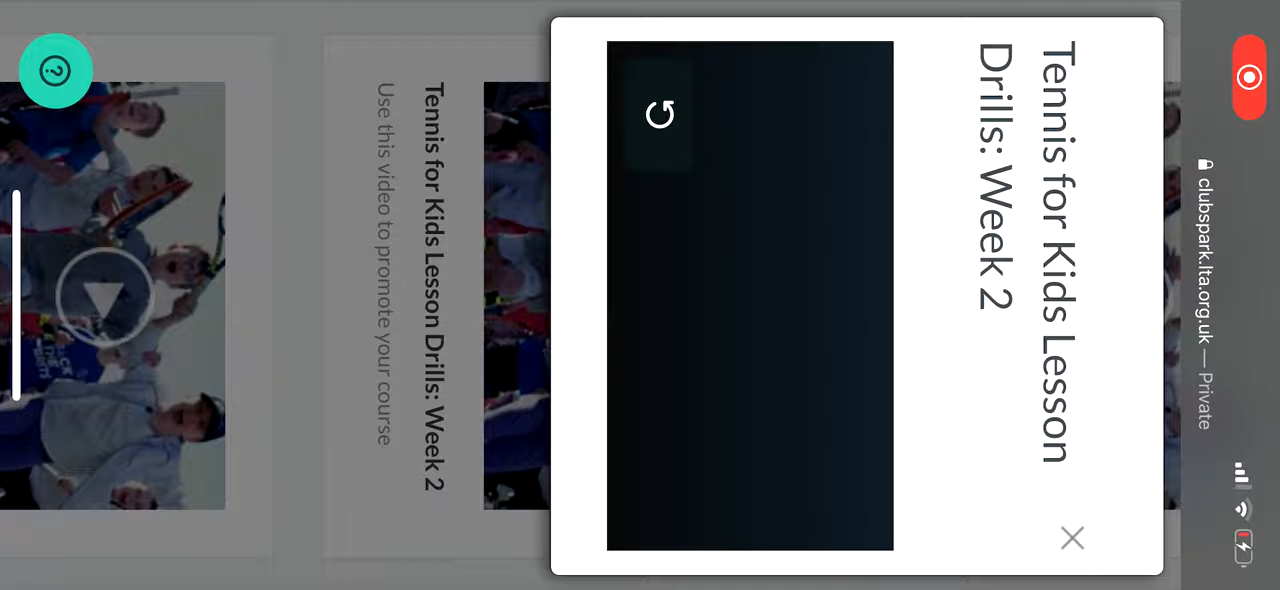 clubspark.lta.org.uk — Private
Tennis for Kids Lesson
Drills: Week 2
Tennis for Kids Lesson Drills: Week 2
Use this video to promote your course
?